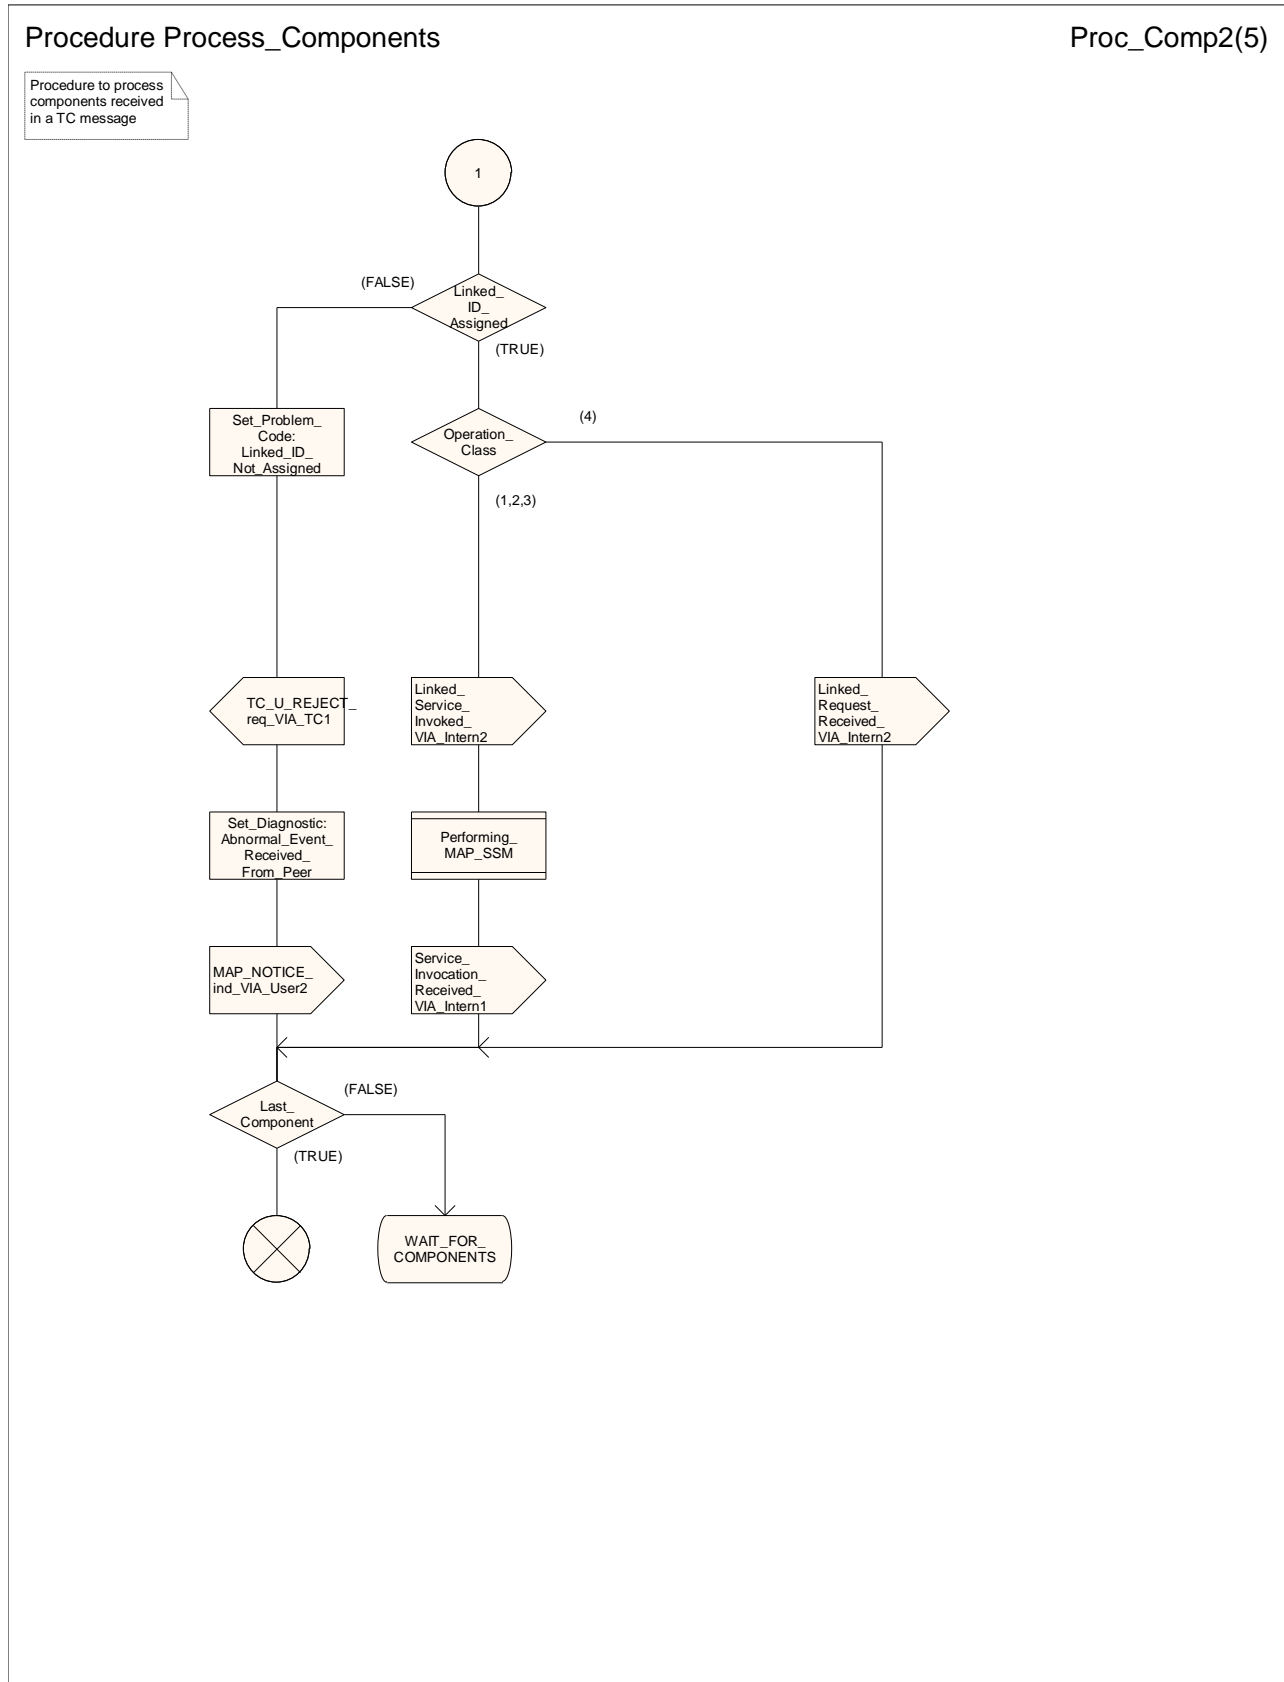 Procedure Process_Components
Proc_Comp2(5)
Procedure to process
components received
in a TC message
1
(FALSE)
Linked_
ID_
Assigned
(TRUE)
Set_Problem_
Code:
Linked_ID_
Not_Assigned
Operation_
Class
(4)
(1,2,3)
TC_U_REJECT_
req_VIA_TC1
Linked_
Service_
Invoked_
VIA_Intern2
Linked_
Request_
Received_
VIA_Intern2
Set_Diagnostic:
Abnormal_Event_
Received_
From_Peer
Performing_
MAP_SSM
MAP_NOTICE_
ind_VIA_User2
Service_
Invocation_
Received_
VIA_Intern1
(FALSE)
Last_
Component
(TRUE)
WAIT_FOR_
COMPONENTS